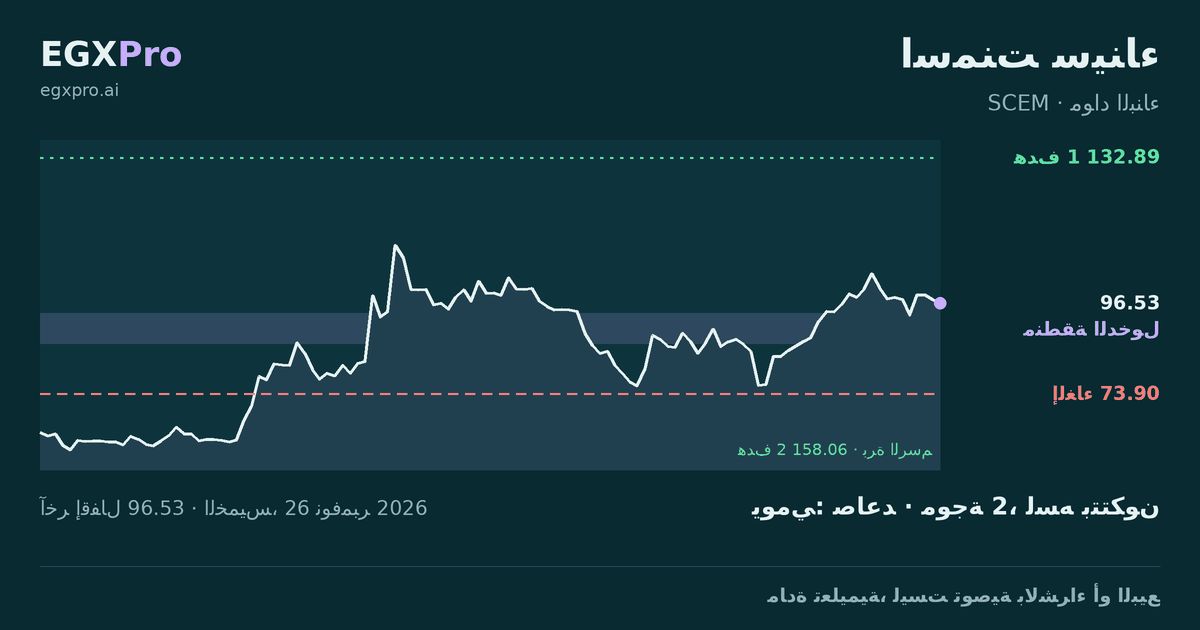 EGXPro
egxpro.ai
اسمنت سيناء
SCEM · مواد البناء
هدف 1 132.89
96.53
منطقة الدخول
إلغاء 73.90
هدف 2 158.06 · برة الرسم
يومي: صاعد · موجة 2، لسه بتتكون
آخر إقفال 96.53 · الخميس، 26 نوفمبر 2026
مادة تعليمية، ليست توصية بالشراء أو البيع